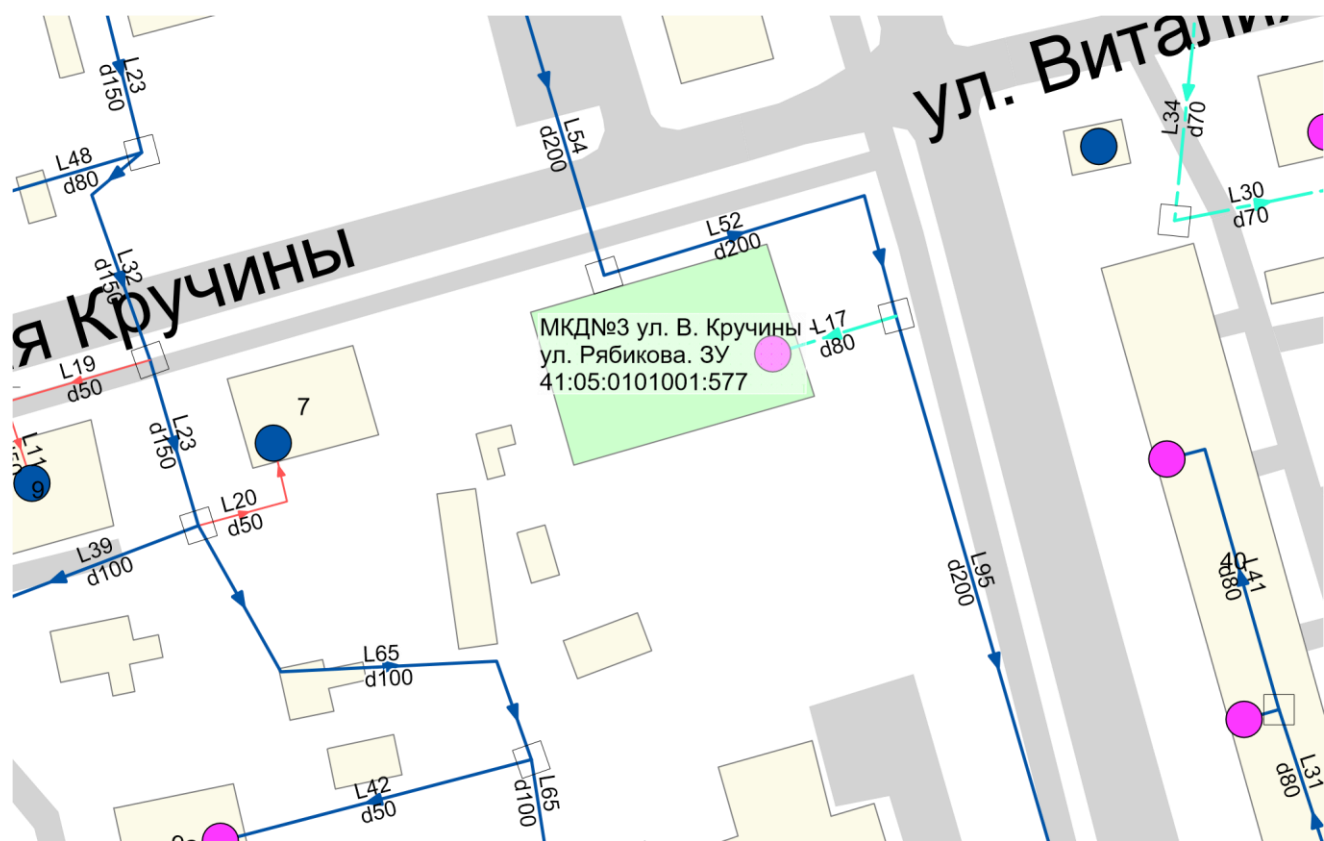 ул. Виталия
L23
d150
L54
d200
L34
d70
L48
d80
L30
d70
L52
d200
я Кручины
L32
d150
МКД№3 ул. В. Кручины -
ул. Рябикова. ЗУ
41:05:0101001:577
L17
d80
L19
d50
7
L23
d150
L11
9
L20
d50
L39
d100
40
L41
d80
L95
d200
L65
d100
L42
d50
L65
d100
L31
d80